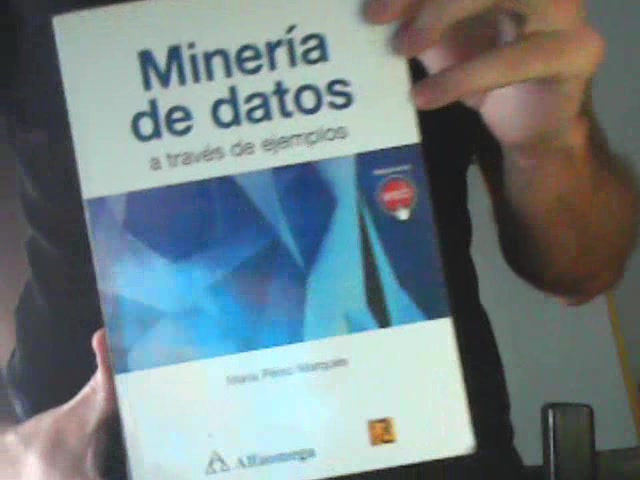 Minería
de datos
a través de ejemplos
María Pérez Marqués
Alfaomega